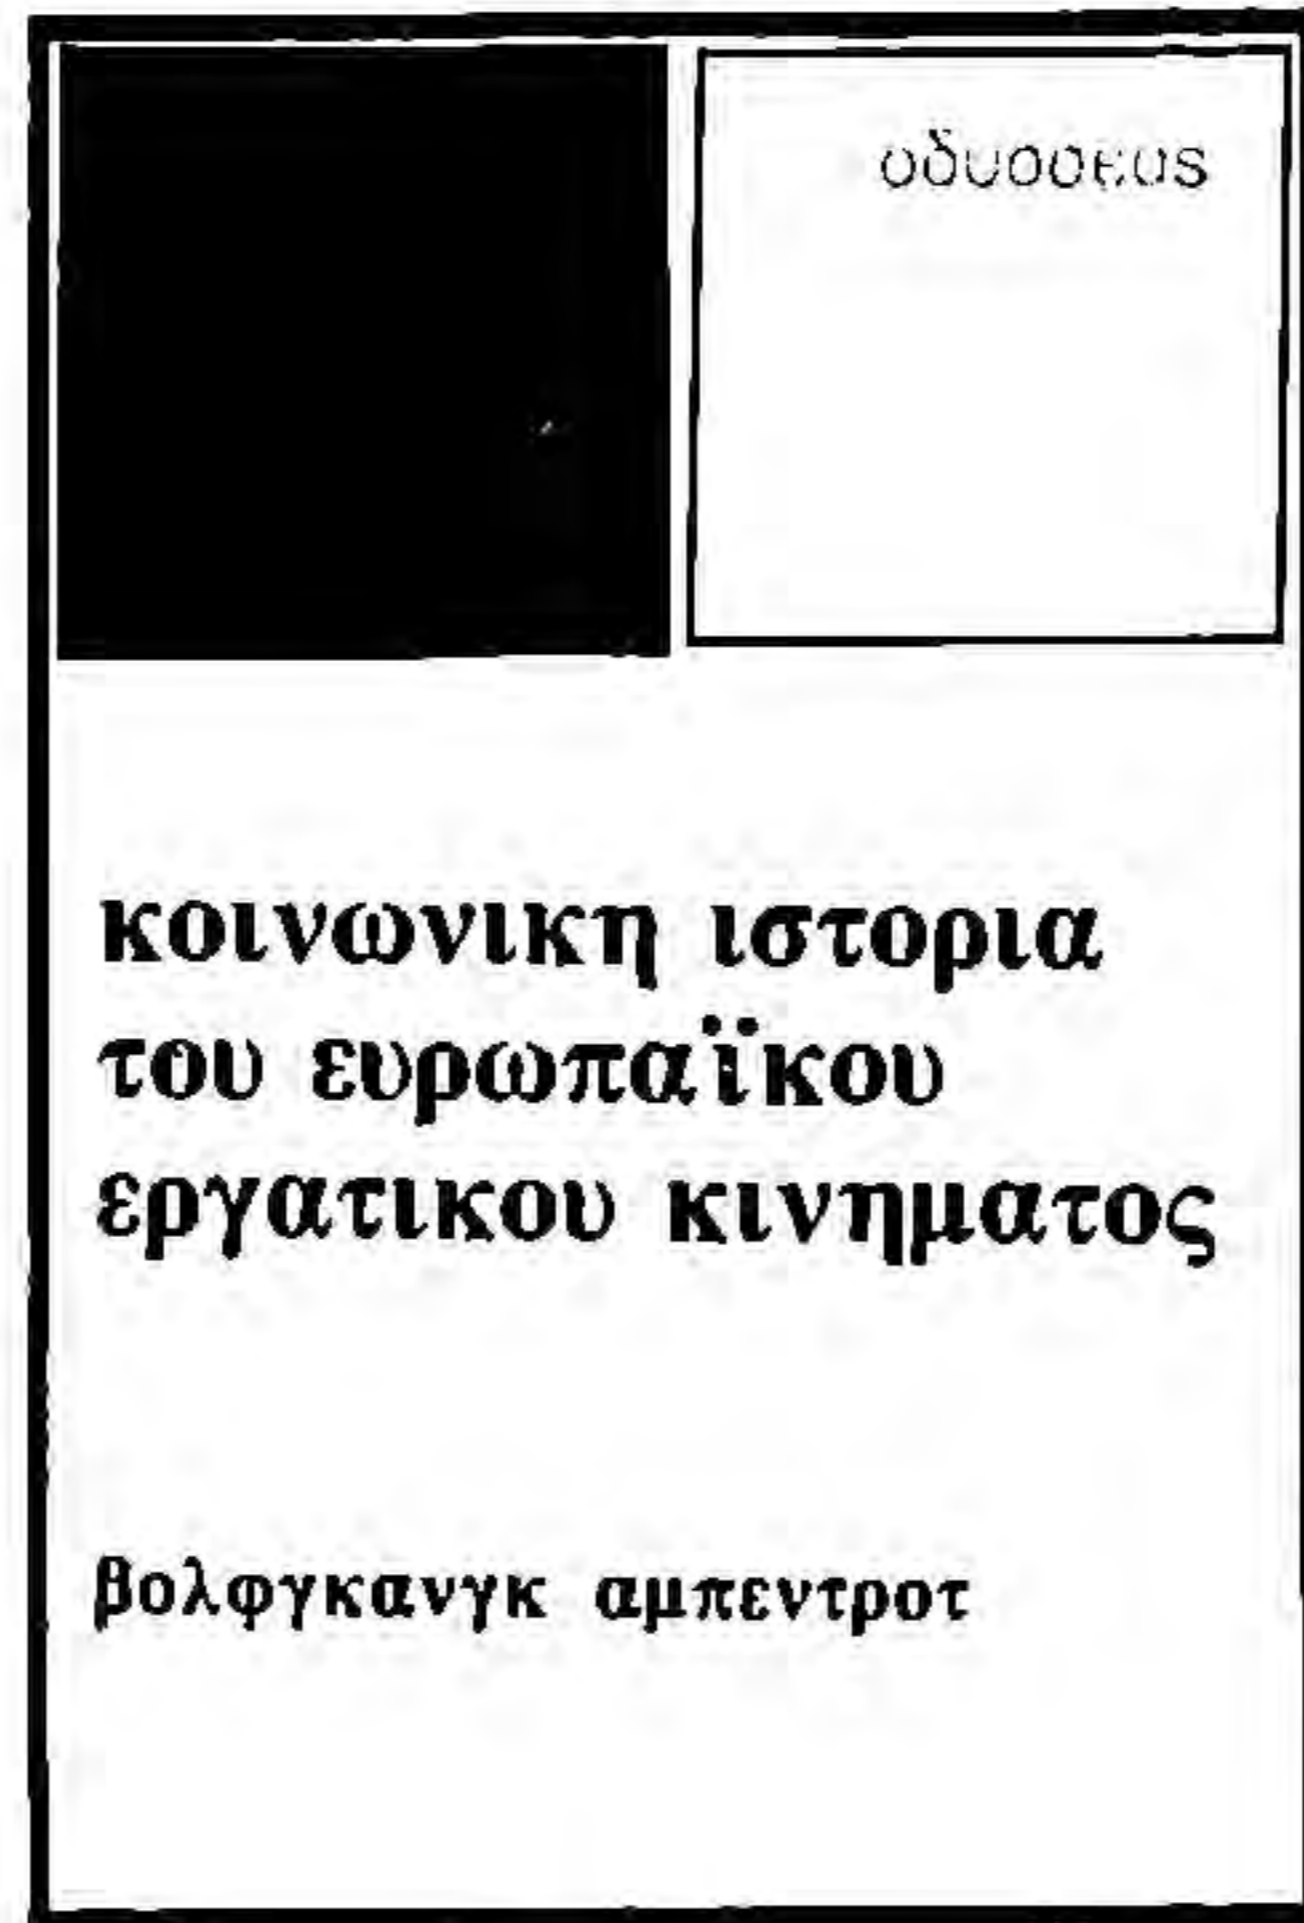 οδυσσευς
κοινωνικη ιστορια
του ευρωπαϊκου
εργατικου κινηματος
βολφγκανγκ αμπεντροτ